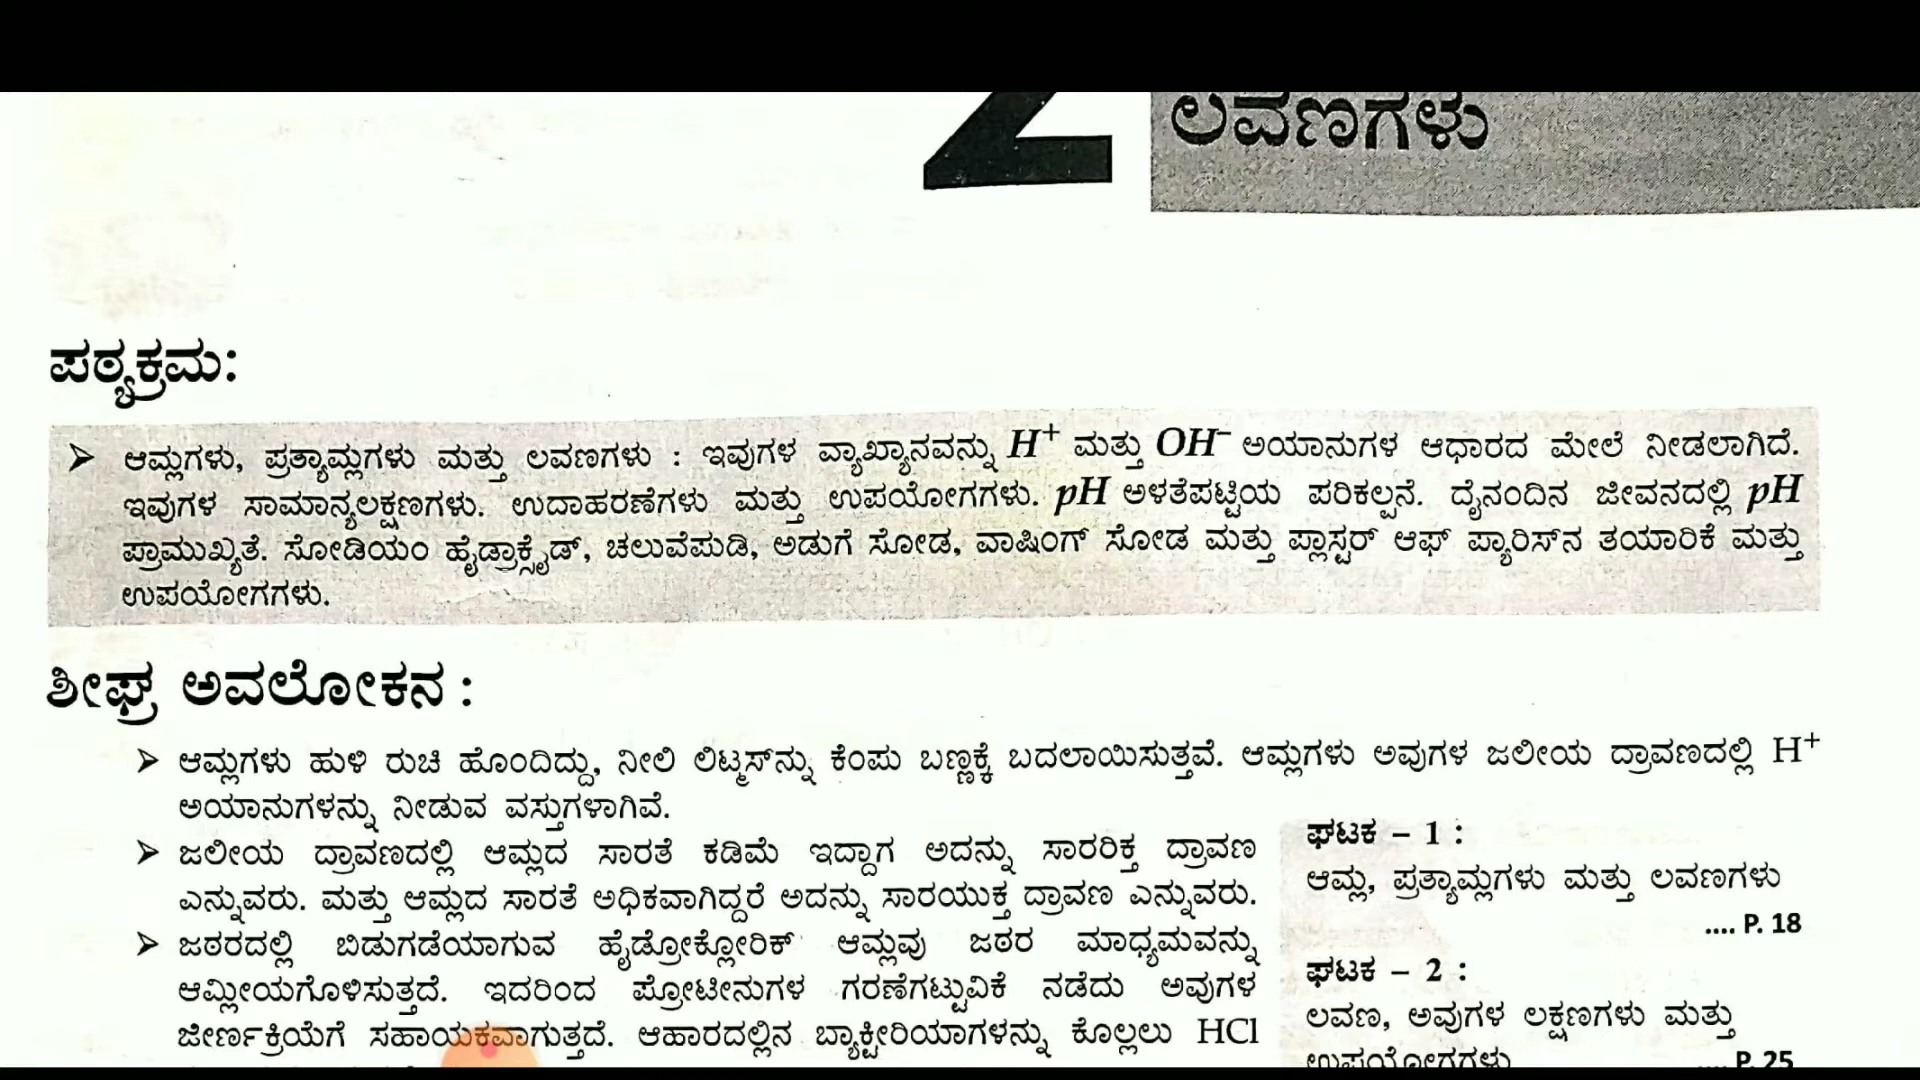 2
ಲವಣಗಳು
ಪಠ್ಯಕ್ರಮ:
➤ ಆಮ್ಲಗಳು, ಪ್ರತ್ಯಾಮ್ಲಗಳು ಮತ್ತು ಲವಣಗಳು : ಇವುಗಳ ವ್ಯಾಖ್ಯಾನವನ್ನು H⁺ ಮತ್ತು OH⁻ ಅಯಾನುಗಳ ಆಧಾರದ ಮೇಲೆ ನೀಡಲಾಗಿದೆ.
ಇವುಗಳ ಸಾಮಾನ್ಯಲಕ್ಷಣಗಳು. ಉದಾಹರಣೆಗಳು ಮತ್ತು ಉಪಯೋಗಗಳು. pH ಅಳತೆಪಟ್ಟಿಯ ಪರಿಕಲ್ಪನೆ. ದೈನಂದಿನ ಜೀವನದಲ್ಲಿ pH
ಪ್ರಾಮುಖ್ಯತೆ. ಸೋಡಿಯಂ ಹೈಡ್ರಾಕ್ಸೈಡ್, ಚಲುವೆಪುಡಿ, ಅಡುಗೆ ಸೋಡ, ವಾಷಿಂಗ್ ಸೋಡ ಮತ್ತು ಪ್ಲಾಸ್ಟರ್ ಆಫ್ ಪ್ಯಾರಿಸ್‌ನ ತಯಾರಿಕೆ ಮತ್ತು
ಉಪಯೋಗಗಳು.
ಶೀಘ್ರ ಅವಲೋಕನ :
➤ ಆಮ್ಲಗಳು ಹುಳಿ ರುಚಿ ಹೊಂದಿದ್ದು, ನೀಲಿ ಲಿಟ್ಮಸ್‌ನ್ನು ಕೆಂಪು ಬಣ್ಣಕ್ಕೆ ಬದಲಾಯಿಸುತ್ತವೆ. ಆಮ್ಲಗಳು ಅವುಗಳ ಜಲೀಯ ದ್ರಾವಣದಲ್ಲಿ H⁺
ಅಯಾನುಗಳನ್ನು ನೀಡುವ ವಸ್ತುಗಳಾಗಿವೆ.
➤ ಜಲೀಯ ದ್ರಾವಣದಲ್ಲಿ ಆಮ್ಲದ ಸಾರತೆ ಕಡಿಮೆ ಇದ್ದಾಗ ಅದನ್ನು ಸಾರರಿಕ್ತ ದ್ರಾವಣ
ಎನ್ನುವರು. ಮತ್ತು ಆಮ್ಲದ ಸಾರತೆ ಅಧಿಕವಾಗಿದ್ದರೆ ಅದನ್ನು ಸಾರಯುಕ್ತ ದ್ರಾವಣ ಎನ್ನುವರು.
➤ ಜಠರದಲ್ಲಿ ಬಿಡುಗಡೆಯಾಗುವ ಹೈಡ್ರೋಕ್ಲೋರಿಕ್ ಆಮ್ಲವು ಜಠರ ಮಾಧ್ಯಮವನ್ನು
ಆಮ್ಲೀಯಗೊಳಿಸುತ್ತದೆ. ಇದರಿಂದ ಪ್ರೋಟೀನುಗಳ ಗರಣೆಗಟ್ಟುವಿಕೆ ನಡೆದು ಅವುಗಳ
ಜೀರ್ಣಕ್ರಿಯೆಗೆ ಸಹಾಯಕವಾಗುತ್ತದೆ. ಆಹಾರದಲ್ಲಿನ ಬ್ಯಾಕ್ಟೀರಿಯಾಗಳನ್ನು ಕೊಲ್ಲಲು HCl
ಘಟಕ – 1 :
ಆಮ್ಲ, ಪ್ರತ್ಯಾಮ್ಲಗಳು ಮತ್ತು ಲವಣಗಳು
.... P. 18
ಘಟಕ – 2 :
ಲವಣ, ಅವುಗಳ ಲಕ್ಷಣಗಳು ಮತ್ತು
ಉಪಯೋಗಗಳು .... P. 25